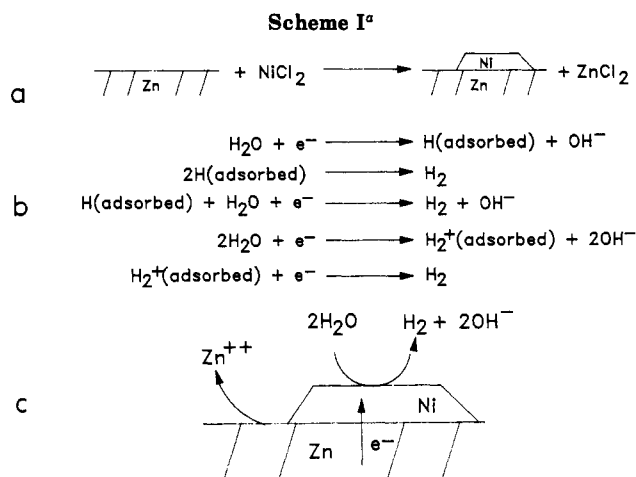 Scheme Iª
a
Zn + NiCl₂ ⟶ Ni Zn + ZnCl₂
b
H₂O + e⁻ ⟶ H(adsorbed) + OH⁻
2H(adsorbed) ⟶ H₂
H(adsorbed) + H₂O + e⁻ ⟶ H₂ + OH⁻
2H₂O + e⁻ ⟶ H₂⁺(adsorbed) + 2OH⁻
H₂⁺(adsorbed) + e⁻ ⟶ H₂
c
2H₂O H₂ + 2OH⁻
Zn⁺⁺
Ni
Zn e⁻